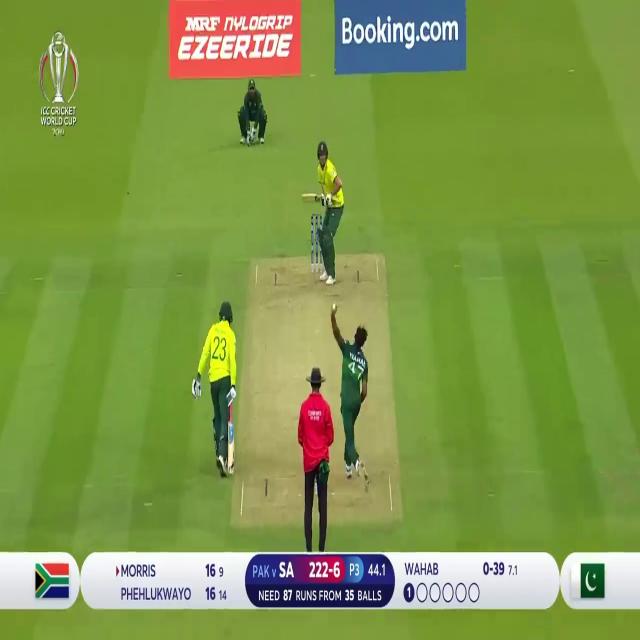 MRF NYLOGRIP
EZEERIDE
Booking.com
ICC CRICKET
WORLD CUP
2019
23
47
MORRIS 16 9
PHEHLUKWAYO 16 14
PAK v SA 222-6 P3 44.1
NEED 87 RUNS FROM 35 BALLS
WAHAB 0-39 7.1
1